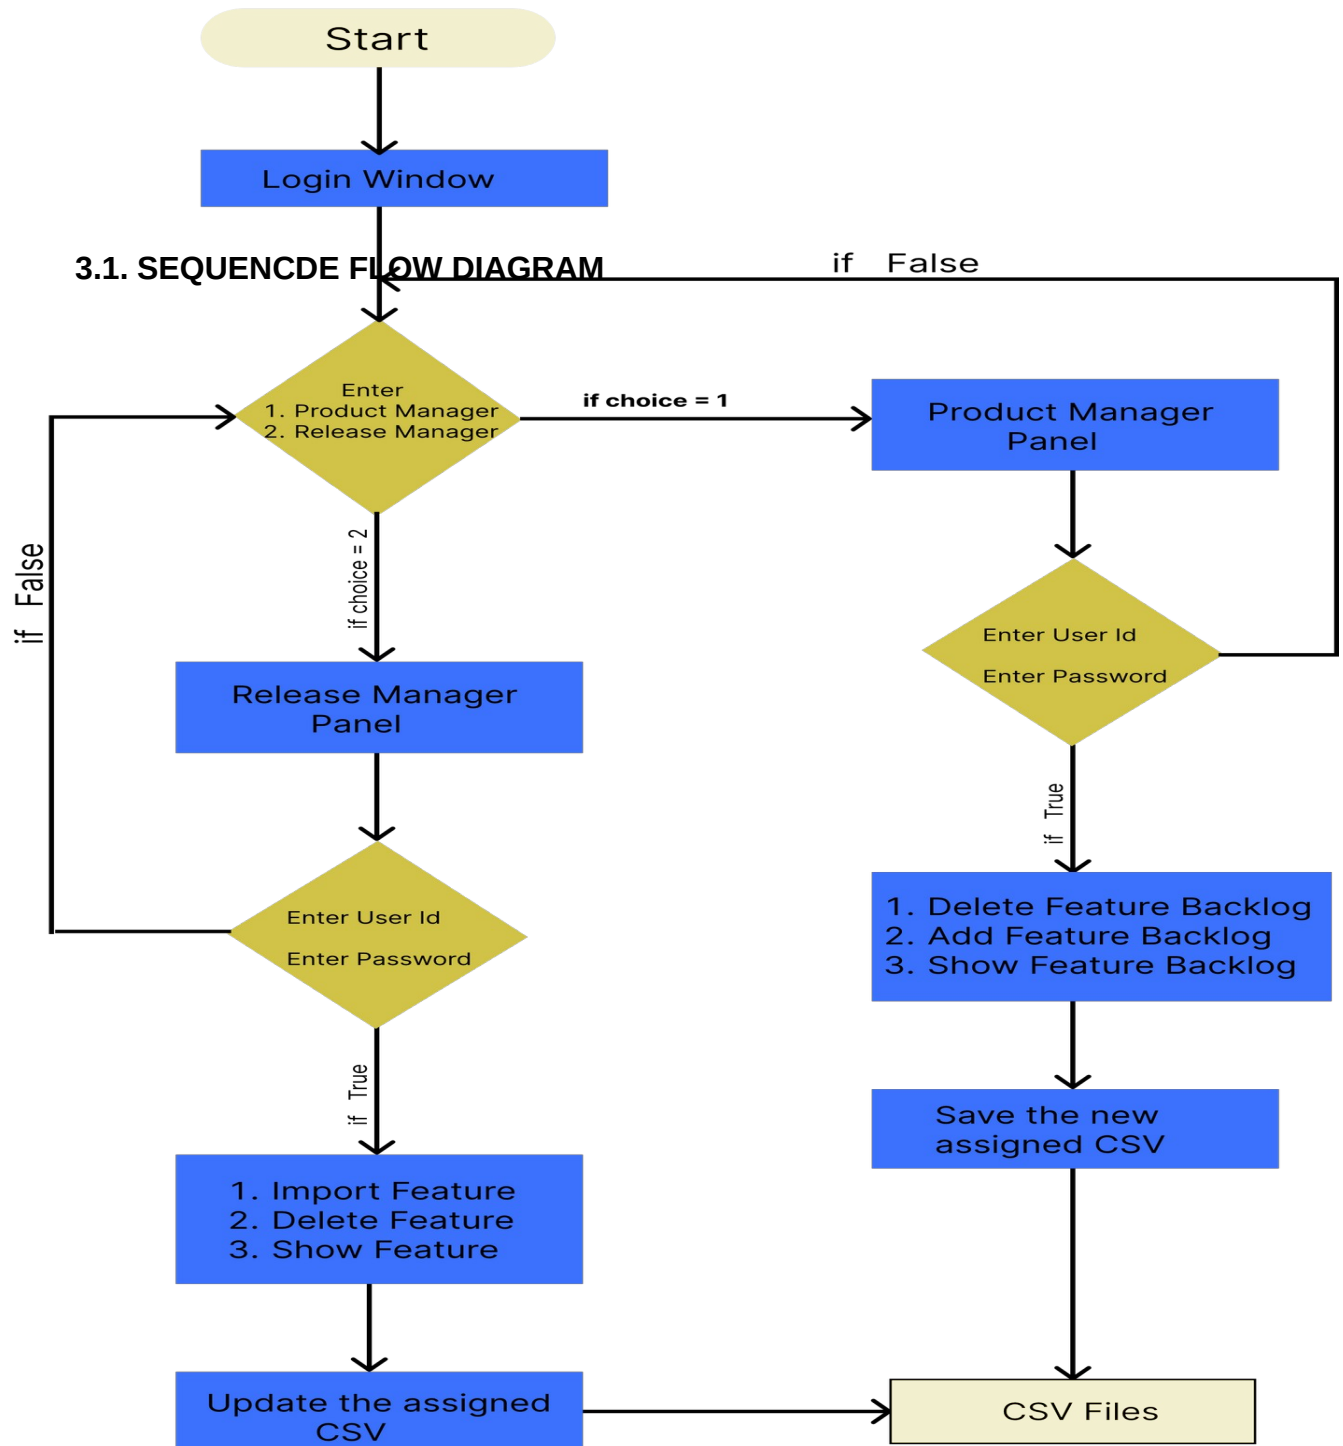 Start
Login Window
3.1. SEQUENCDE FLOW DIAGRAM
if False
Enter
1. Product Manager
2. Release Manager
if choice = 1
Product Manager
Panel
if choice = 2
if False
Enter User Id
Enter Password
Release Manager
Panel
if True
Enter User Id
Enter Password
1. Delete Feature Backlog
2. Add Feature Backlog
3. Show Feature Backlog
if True
Save the new
assigned CSV
1. Import Feature
2. Delete Feature
3. Show Feature
Update the assigned
CSV
CSV Files